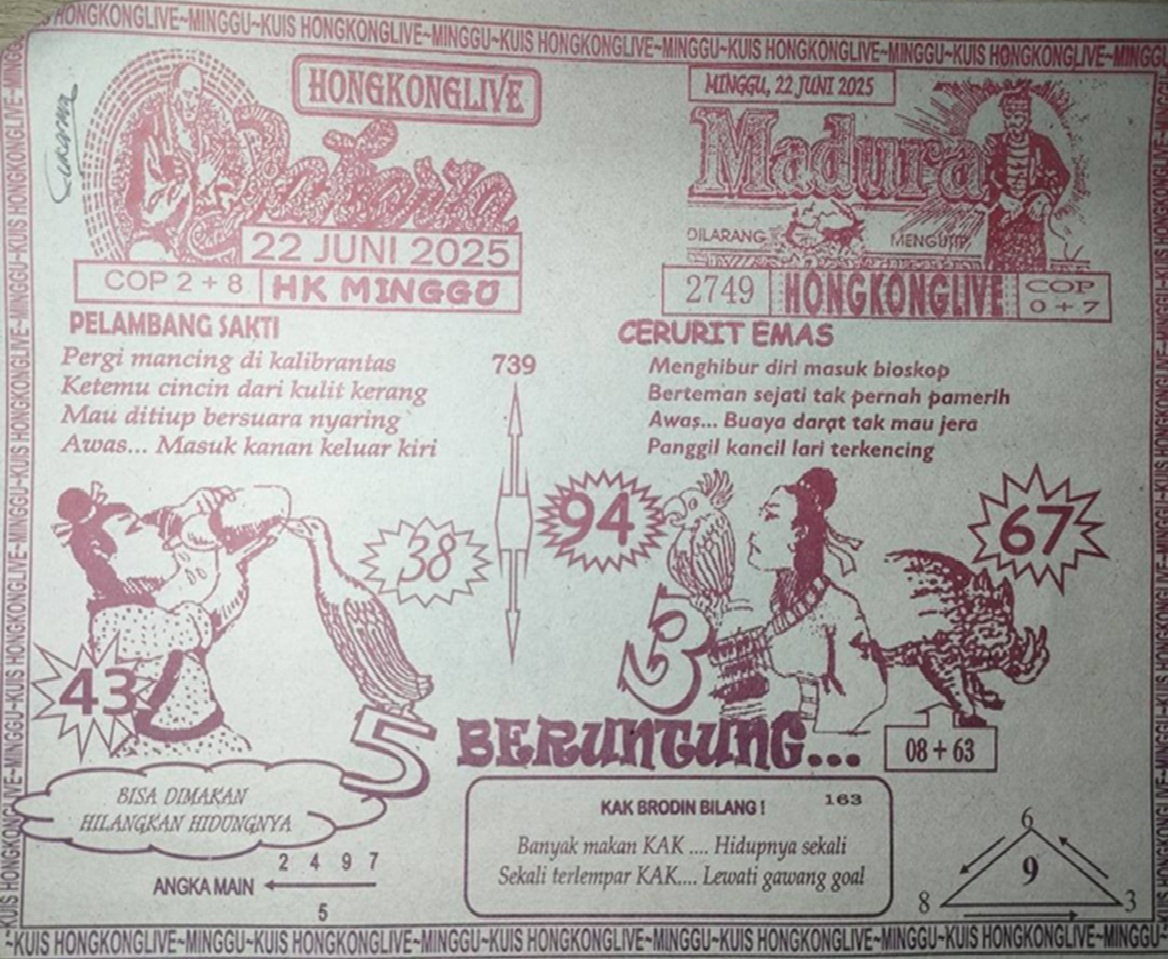 KUIS HONGKONGLIVE~MINGGU~KUIS HONGKONGLIVE~MINGGU~KUIS HONGKONGLIVE~MINGGU~KUIS HONGKONGLIVE~MINGGU~KUIS HONGKONGLIVE~MINGGU
HONGKONGLIVE
22 JUNI 2025
COP 2 + 8 HK MINGGU
MINGGU, 22 JUNI 2025
Madura
DILARANG MENGUTIP
2749 HONGKONGLIVE COP 0 + 7
PELAMBANG SAKTI
Pergi mancing di kalibrantas
Ketemu cincin dari kulit kerang
Mau ditiup bersuara nyaring
Awas... Masuk kanan keluar kiri
739
CERURIT EMAS
Menghibur diri masuk bioskop
Berteman sejati tak pernah pamerih
Awas... Buaya darat tak mau jera
Panggil kancil lari terkencing
38
43
5
94
67
3
BERUNTUNG...
08 + 63
BISA DIMAKAN
HILANGKAN HIDUNGNYA
2 4 9 7
ANGKA MAIN
5
KAK BRODIN BILANG ! 163
Banyak makan KAK .... Hidupnya sekali
Sekali terlempar KAK.... Lewati gawang goal
6
9
8 3
~KUIS HONGKONGLIVE~MINGGU~KUIS HONGKONGLIVE~MINGGU~KUIS HONGKONGLIVE~MINGGU~KUIS HONGKONGLIVE~MINGGU~KUIS HONGKONGLIVE~MINGGU~